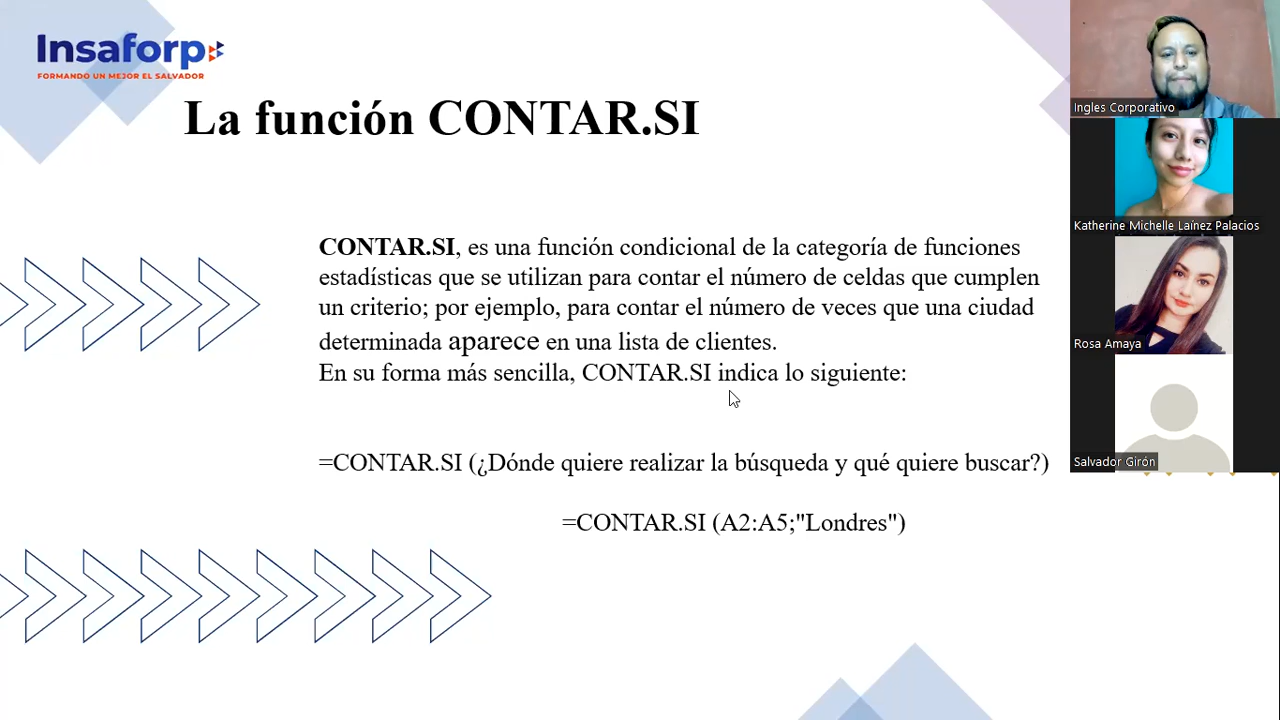 Insaforp
FORMANDO UN MEJOR EL SALVADOR
La función CONTAR.SI
CONTAR.SI, es una función condicional de la categoría de funciones
estadísticas que se utilizan para contar el número de celdas que cumplen
un criterio; por ejemplo, para contar el número de veces que una ciudad
determinada aparece en una lista de clientes.
En su forma más sencilla, CONTAR.SI indica lo siguiente:
=CONTAR.SI (¿Dónde quiere realizar la búsqueda y qué quiere buscar?)
=CONTAR.SI (A2:A5;"Londres")
Ingles Corporativo
Katherine Michelle Laínez Palacios
Rosa Amaya
Salvador Girón